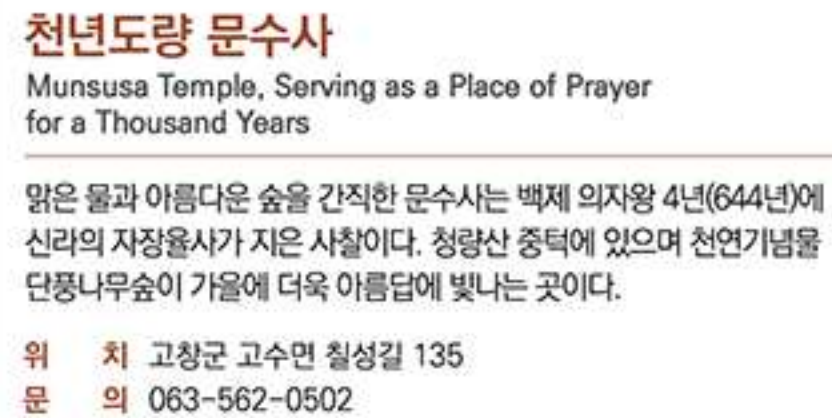 천년도량 문수사
Munsusa Temple, Serving as a Place of Prayer
for a Thousand Years
맑은 물과 아름다운 숲을 간직한 문수사는 백제 의자왕 4년(644년)에
신라의 자장율사가 지은 사찰이다. 청량산 중턱에 있으며 천연기념물
단풍나무숲이 가을에 더욱 아름답에 빛나는 곳이다.
위 치 고창군 고수면 칠성길 135
문 의 063-562-0502